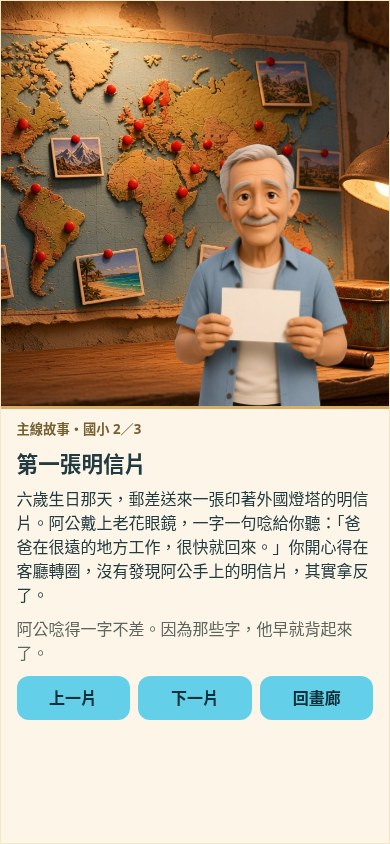 主線故事・國小 2／3
第一張明信片
六歲生日那天，郵差送來一張印著外國燈塔的明信
片。阿公戴上老花眼鏡，一字一句唸給你聽：「爸
爸在很遠的地方工作，很快就回來。」你開心得在
客廳轉圈，沒有發現阿公手上的明信片，其實拿反
了。
阿公唸得一字不差。因為那些字，他早就背起來
了。
上一片
下一片
回畫廊